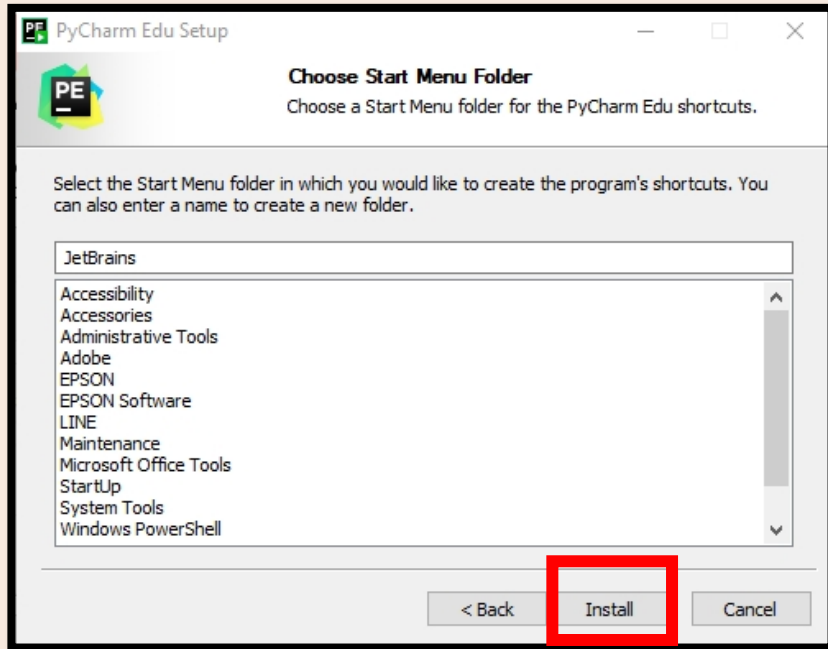 PyCharm Edu Setup
PE
Choose Start Menu Folder
Choose a Start Menu folder for the PyCharm Edu shortcuts.
Select the Start Menu folder in which you would like to create the program's shortcuts. You
can also enter a name to create a new folder.
JetBrains
Accessibility
Accessories
Administrative Tools
Adobe
EPSON
EPSON Software
LINE
Maintenance
Microsoft Office Tools
StartUp
System Tools
Windows PowerShell
< Back Install Cancel